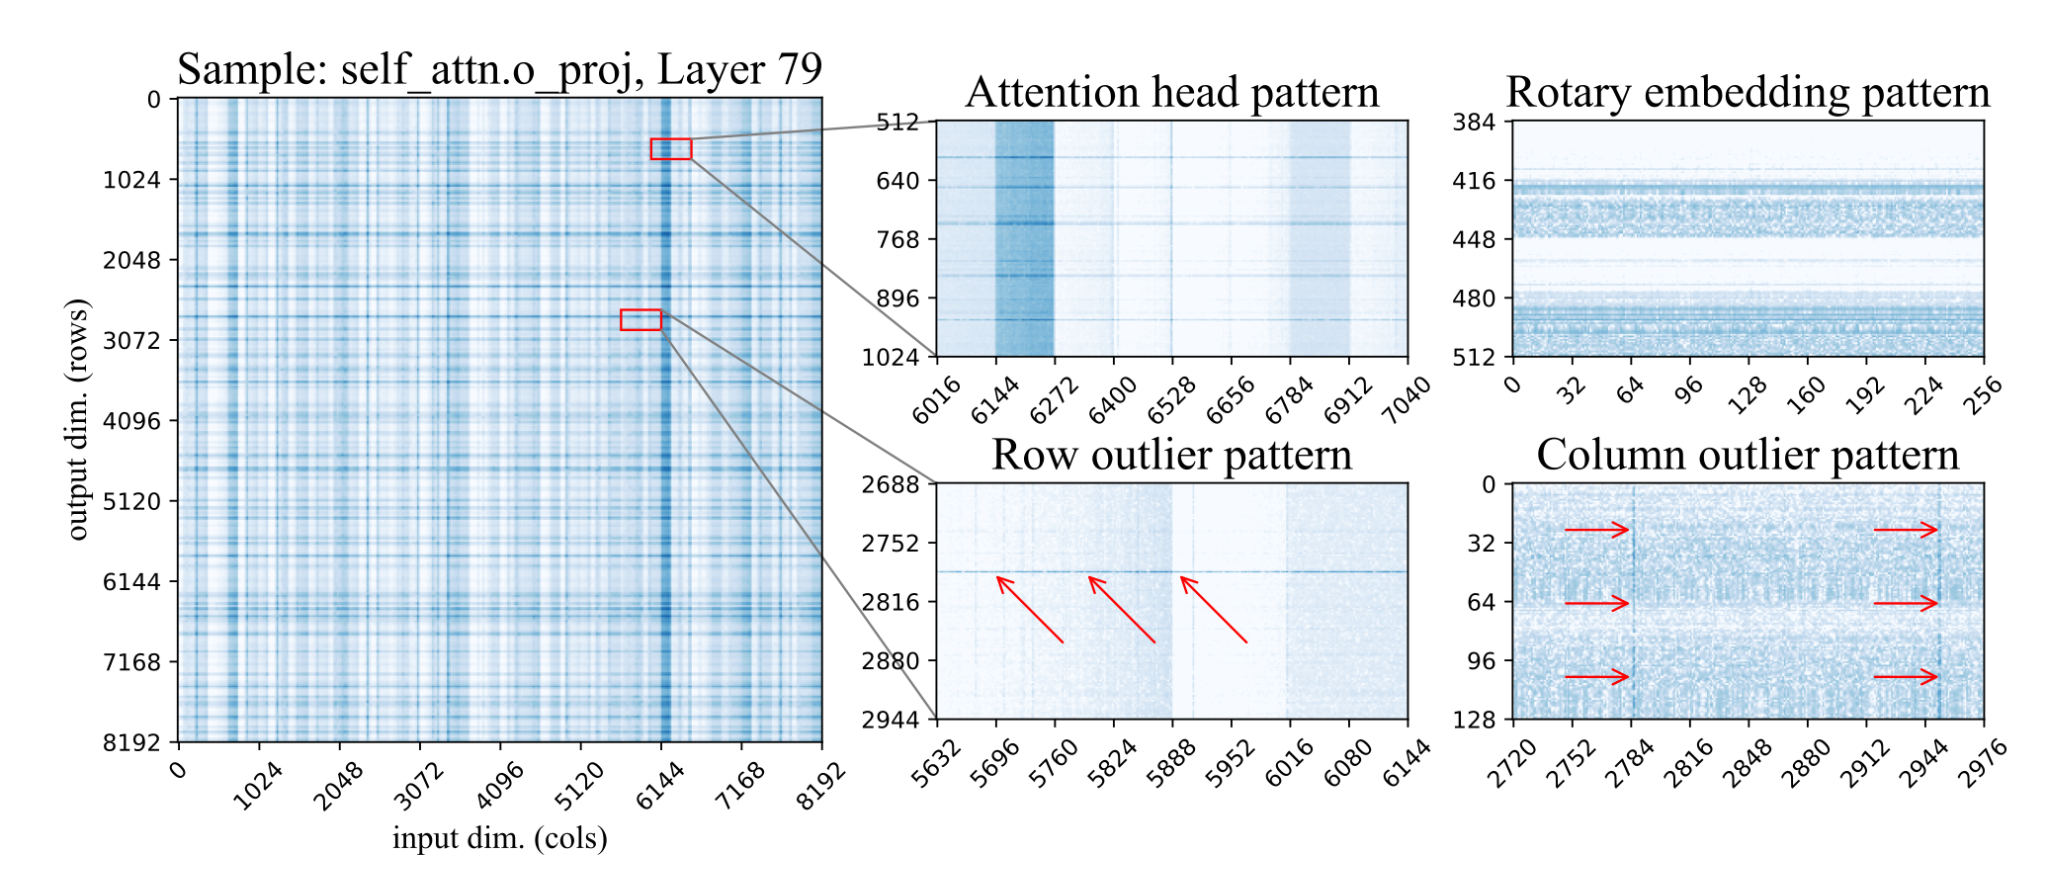 Sample: self_attn.o_proj, Layer 79
0
1024
2048
3072
4096
5120
6144
7168
8192
output dim. (rows)
0 1024 2048 3072 4096 5120 6144 7168 8192
input dim. (cols)
Attention head pattern
512
640
768
896
1024
6016 6144 6272 6400 6528 6656 6784 6912 7040
Rotary embedding pattern
384
416
448
480
512
0 32 64 96 128 160 192 224 256
Row outlier pattern
2688
2752
2816
2880
2944
5632 5696 5760 5824 5888 5952 6016 6080 6144
Column outlier pattern
0
32
64
96
128
2720 2752 2784 2816 2848 2880 2912 2944 2976